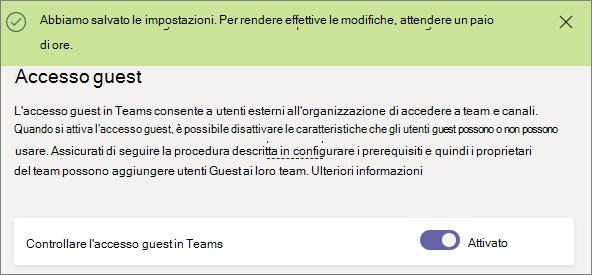 Abbiamo salvato le impostazioni. Per rendere effettive le modifiche, attendere un paio
di ore.
Accesso guest
L'accesso guest in Teams consente a utenti esterni all'organizzazione di accedere a team e canali.
Quando si attiva l'accesso guest, è possibile disattivare le caratteristiche che gli utenti guest possono o non possono
usare. Assicurati di seguire la procedura descritta in configurare i prerequisiti e quindi i proprietari
del team possono aggiungere utenti Guest ai loro team. Ulteriori informazioni
Controllare l'accesso guest in Teams
Attivato